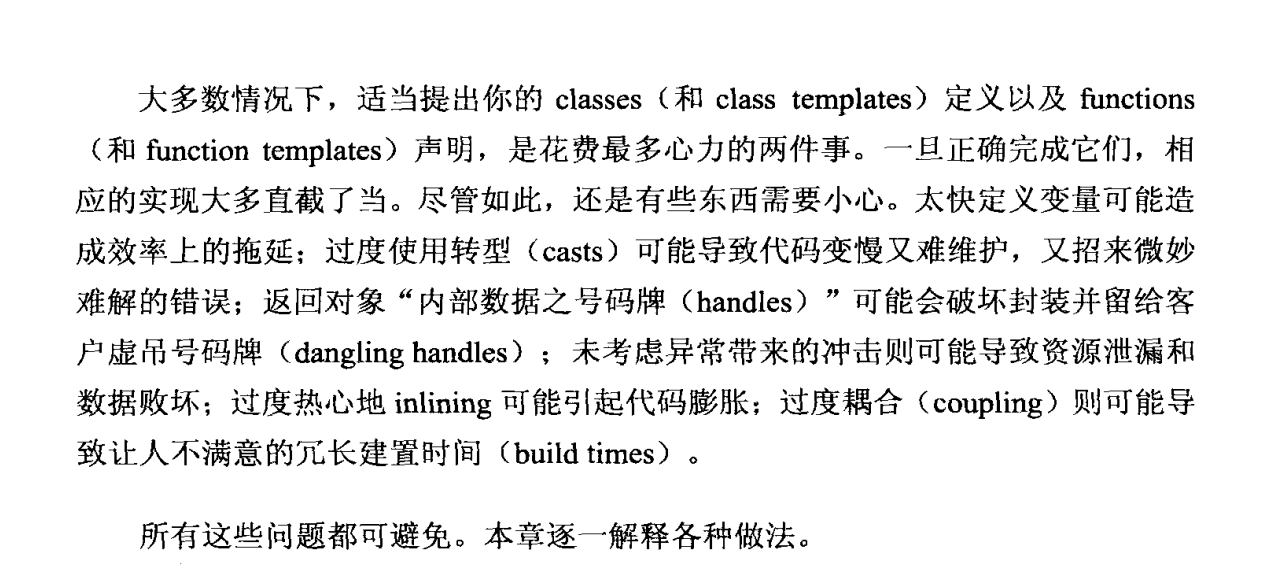 大多数情况下，适当提出你的 classes（和 class templates）定义以及 functions
（和 function templates）声明，是花费最多心力的两件事。一旦正确完成它们，相
应的实现大多直截了当。尽管如此，还是有些东西需要小心。太快定义变量可能造
成效率上的拖延；过度使用转型（casts）可能导致代码变慢又难维护，又招来微妙
难解的错误；返回对象“内部数据之号码牌（handles）”可能会破坏封装并留给客
户虚吊号码牌（dangling handles）；未考虑异常带来的冲击则可能导致资源泄漏和
数据败坏；过度热心地 inlining 可能引起代码膨胀；过度耦合（coupling）则可能导
致让人不满意的冗长建置时间（build times）。
所有这些问题都可避免。本章逐一解释各种做法。